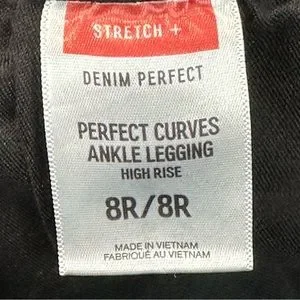 STRETCH +
DENIM PERFECT
PERFECT CURVES
ANKLE LEGGING
HIGH RISE
8R/8R
MADE IN VIETNAM
FABRIQUÉ AU VIETNAM